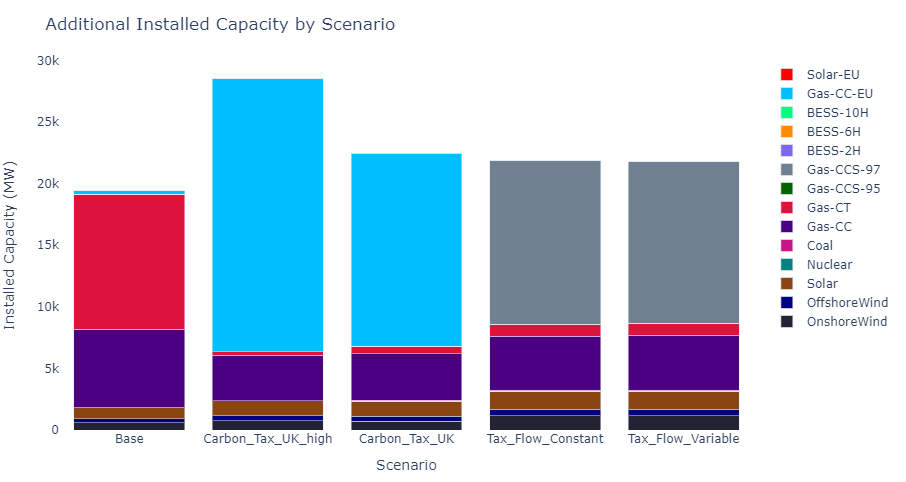 Additional Installed Capacity by Scenario
Installed Capacity (MW)
30k
25k
20k
15k
10k
5k
0
Base
Carbon_Tax_UK_high
Carbon_Tax_UK
Tax_Flow_Constant
Tax_Flow_Variable
Scenario
Solar-EU
Gas-CC-EU
BESS-10H
BESS-6H
BESS-2H
Gas-CCS-97
Gas-CCS-95
Gas-CT
Gas-CC
Coal
Nuclear
Solar
OffshoreWind
OnshoreWind